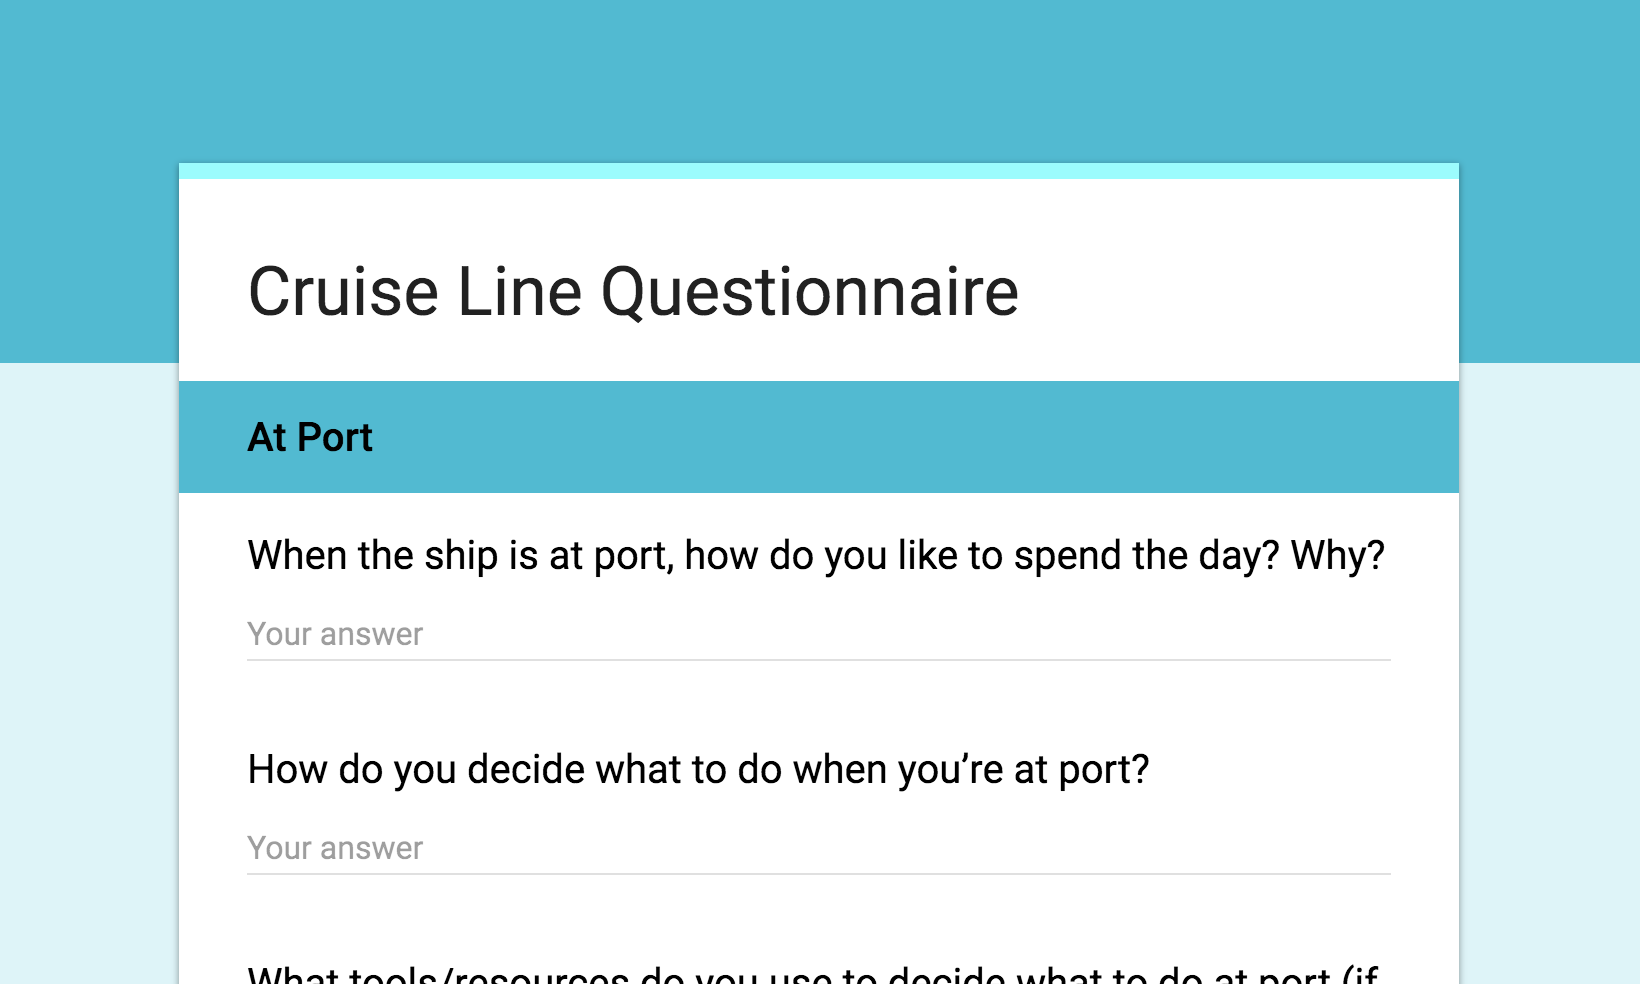 Cruise Line Questionnaire
At Port
When the ship is at port, how do you like to spend the day? Why?
Your answer
How do you decide what to do when you’re at port?
Your answer
What tools/resources do you use to decide what to do at port (if